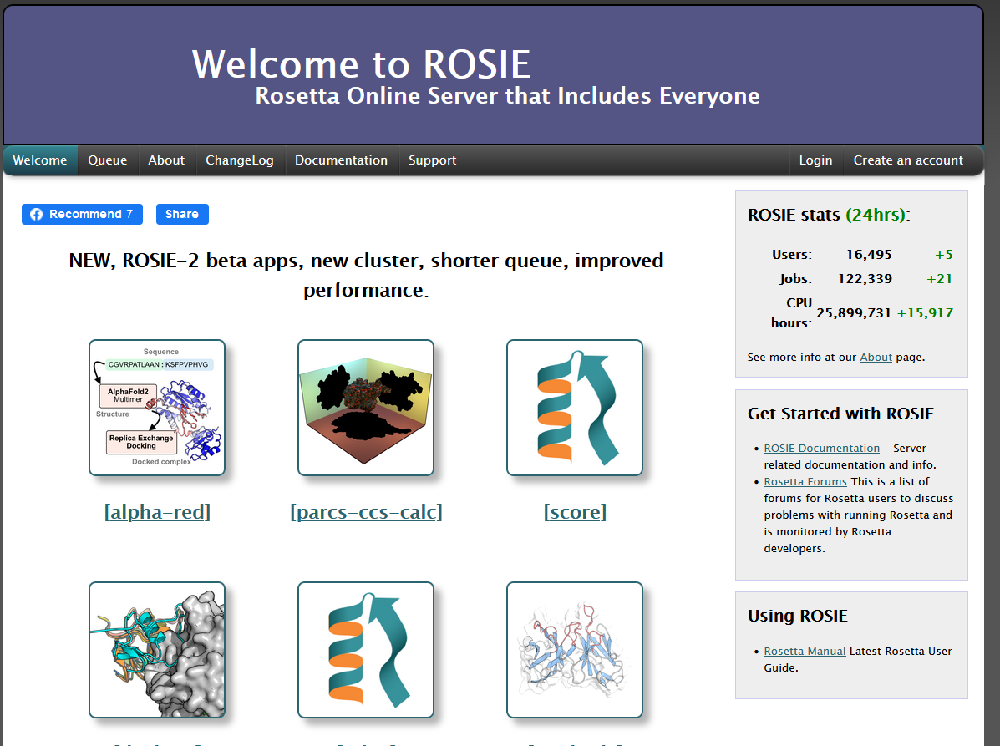 Welcome to ROSIE
Rosetta Online Server that Includes Everyone
Welcome Queue About ChangeLog Documentation Support Login Create an account
Recommend 7 Share
NEW, ROSIE-2 beta apps, new cluster, shorter queue, improved
performance:
Sequence
CGVRPATLAAN : KSFPVPHVG
AlphaFold2
Multimer
Structure
Replica Exchange
Docking
Docked complex
[alpha-red] [parcs-ccs-calc] [score]
ROSIE stats (24hrs):
Users: 16,495 +5
Jobs: 122,339 +21
CPU
hours: 25,899,731 +15,917
See more info at our About page.
Get Started with ROSIE
• ROSIE Documentation - Server
related documentation and info.
• Rosetta Forums This is a list of
forums for Rosetta users to discuss
problems with running Rosetta and
is monitored by Rosetta
developers.
Using ROSIE
• Rosetta Manual Latest Rosetta User
Guide.